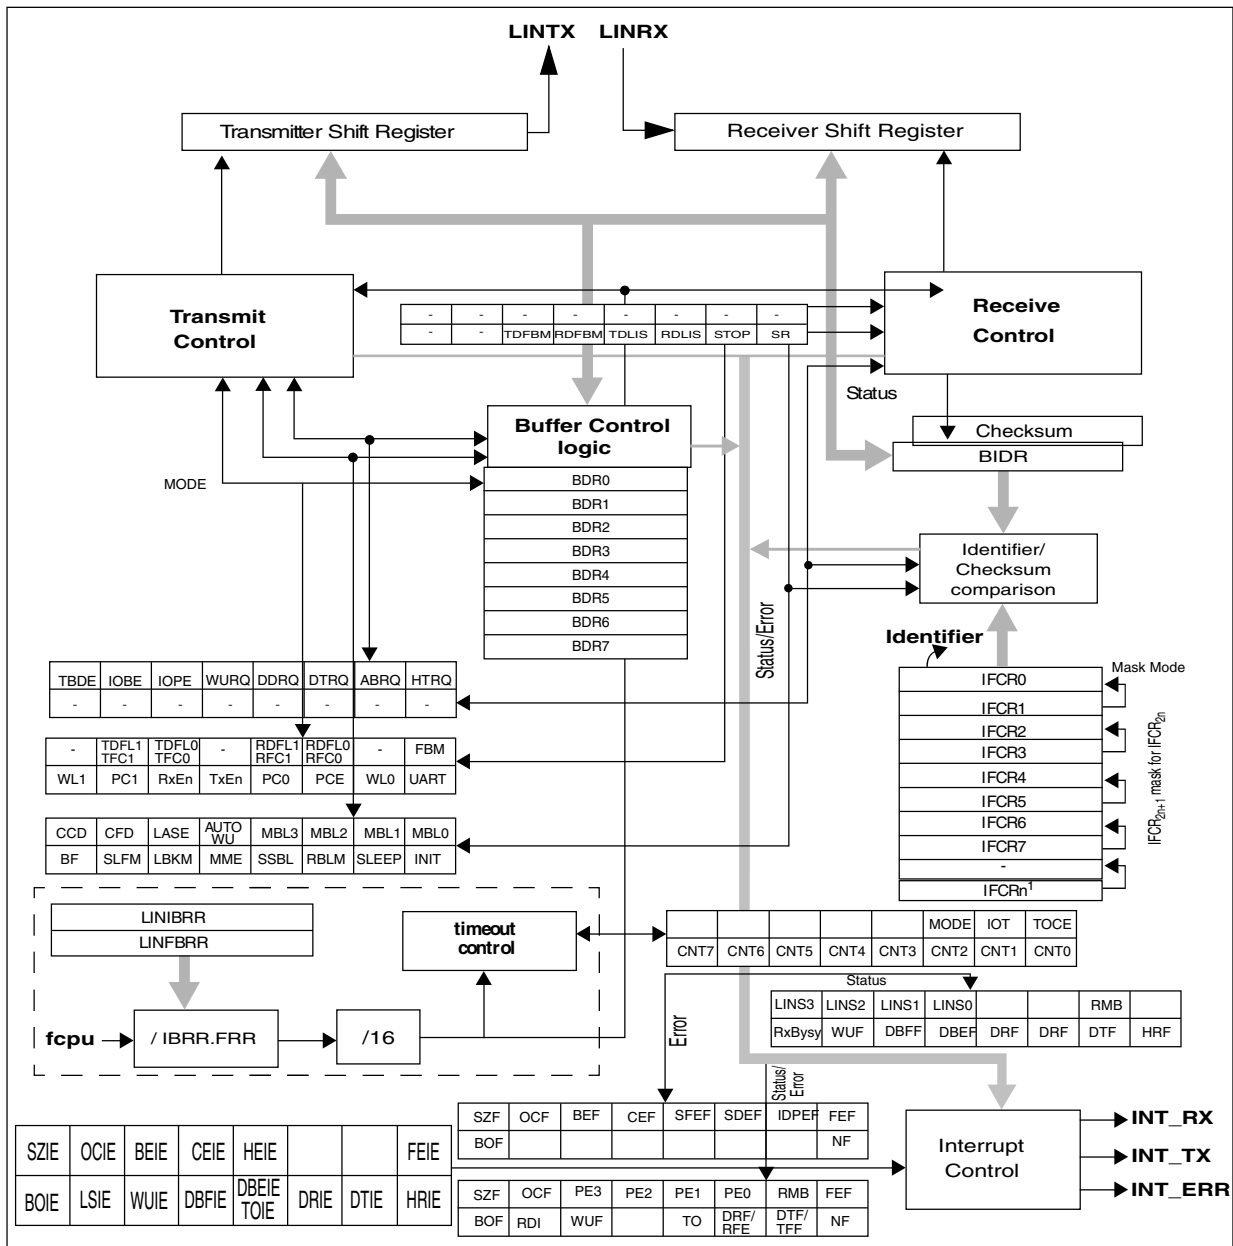 LINTX LINRX
Transmitter Shift Register
Receiver Shift Register
Transmit
Control
- - - - - - - -
- - TDFBM RDFBM TDLIS RDLIS STOP SR
Receive
Control
Status
Buffer Control
logic
Checksum
BIDR
MODE
BDR0
BDR1
BDR2
BDR3
BDR4
BDR5
BDR6
BDR7
Identifier/
Checksum
comparison
Status/Error
Identifier
Mask Mode
IFCR0
IFCR1
IFCR2
IFCR3
IFCR4
IFCR5
IFCR6
IFCR7
-
IFCRn1
IFCR2n+1 mask for IFCR2n
TBDE IOBE IOPE WURQ DDRQ DTRQ ABRQ HTRQ
- - - - - - - -
- TDFL1 TDFL0 - RDFL1 RDFL0 - FBM
TFC1 TFC0 RFC1 RFC0
WL1 PC1 RxEn TxEn PC0 PCE WL0 UART
CCD CFD LASE AUTO WU MBL3 MBL2 MBL1 MBL0
BF SLFM LBKM MME SSBL RBLM SLEEP INIT
LINIBRR
LINFBRR
timeout
control
fcpu
/ IBRR.FRR
/16
MODE IOT TOCE
CNT7 CNT6 CNT5 CNT4 CNT3 CNT2 CNT1 CNT0
Status
LINS3 LINS2 LINS1 LINS0 RMB
RxBysy WUF DBFF DBEF DRF DRF DTF HRF
Error
Status/
Error
SZF OCF BEF CEF SFEF SDEF IDPEF FEF
BOF NF
SZIE OCIE BEIE CEIE HEIE FEIE
BOIE LSIE WUIE DBFIE DBEIE TOIE DRIE DTIE HRIE
SZF OCF PE3 PE2 PE1 PE0 RMB FEF
BOF RDI WUF TO DRF/ RFE DTF/ TFF NF
Interrupt
Control
INT_RX
INT_TX
INT_ERR